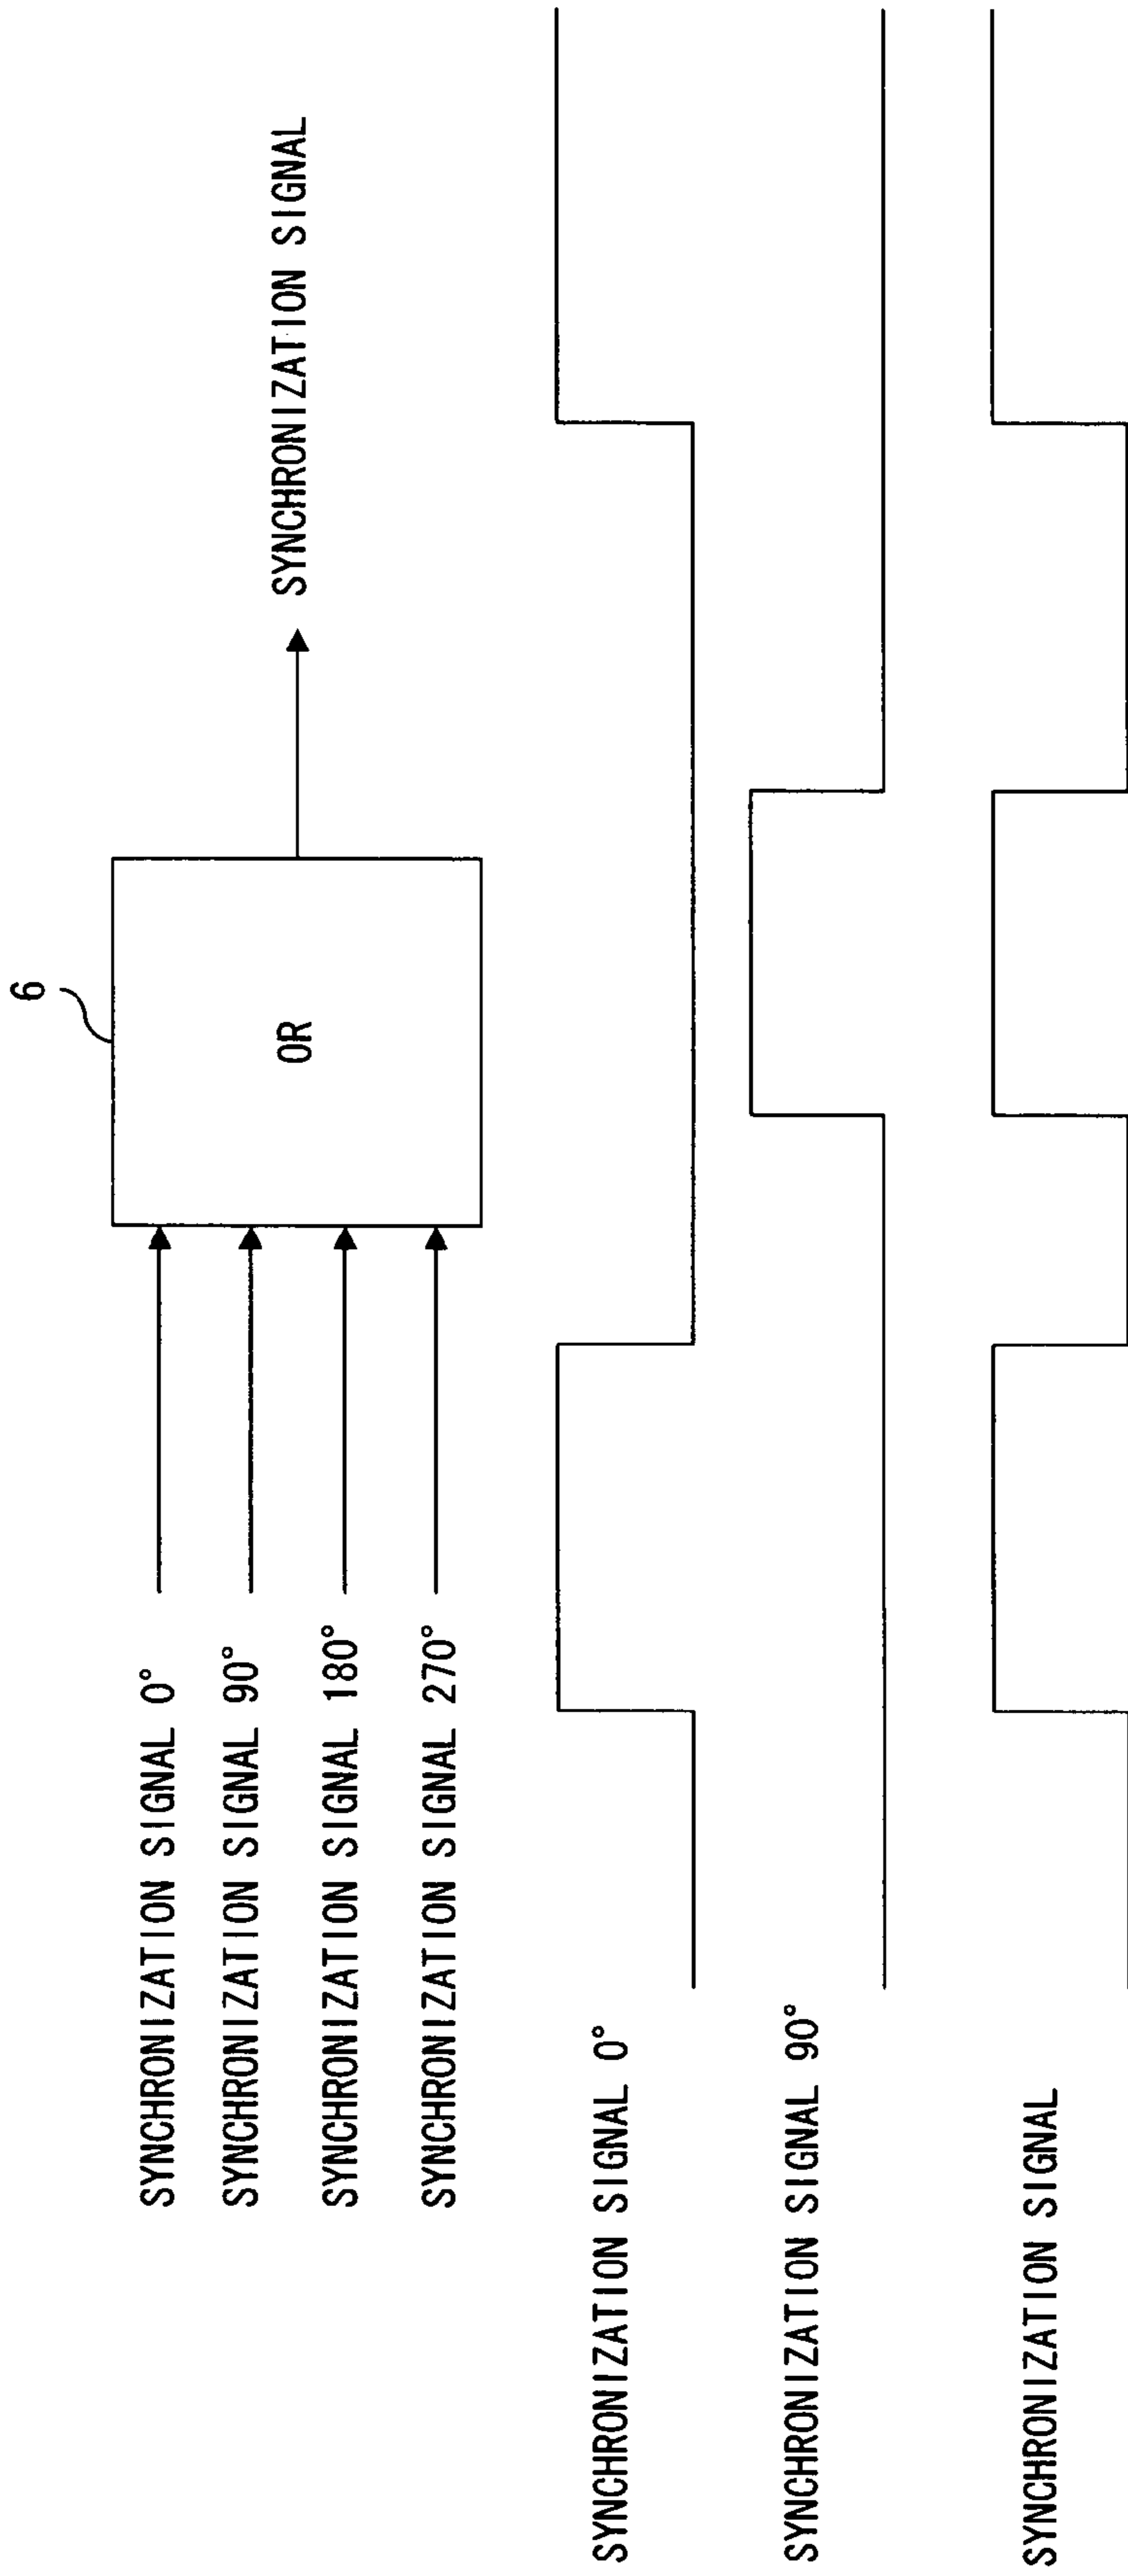 6
SYNCHRONIZATION SIGNAL 0°
SYNCHRONIZATION SIGNAL 90°
SYNCHRONIZATION SIGNAL 180°
SYNCHRONIZATION SIGNAL 270°
OR
SYNCHRONIZATION SIGNAL
SYNCHRONIZATION SIGNAL 0°
SYNCHRONIZATION SIGNAL 90°
SYNCHRONIZATION SIGNAL